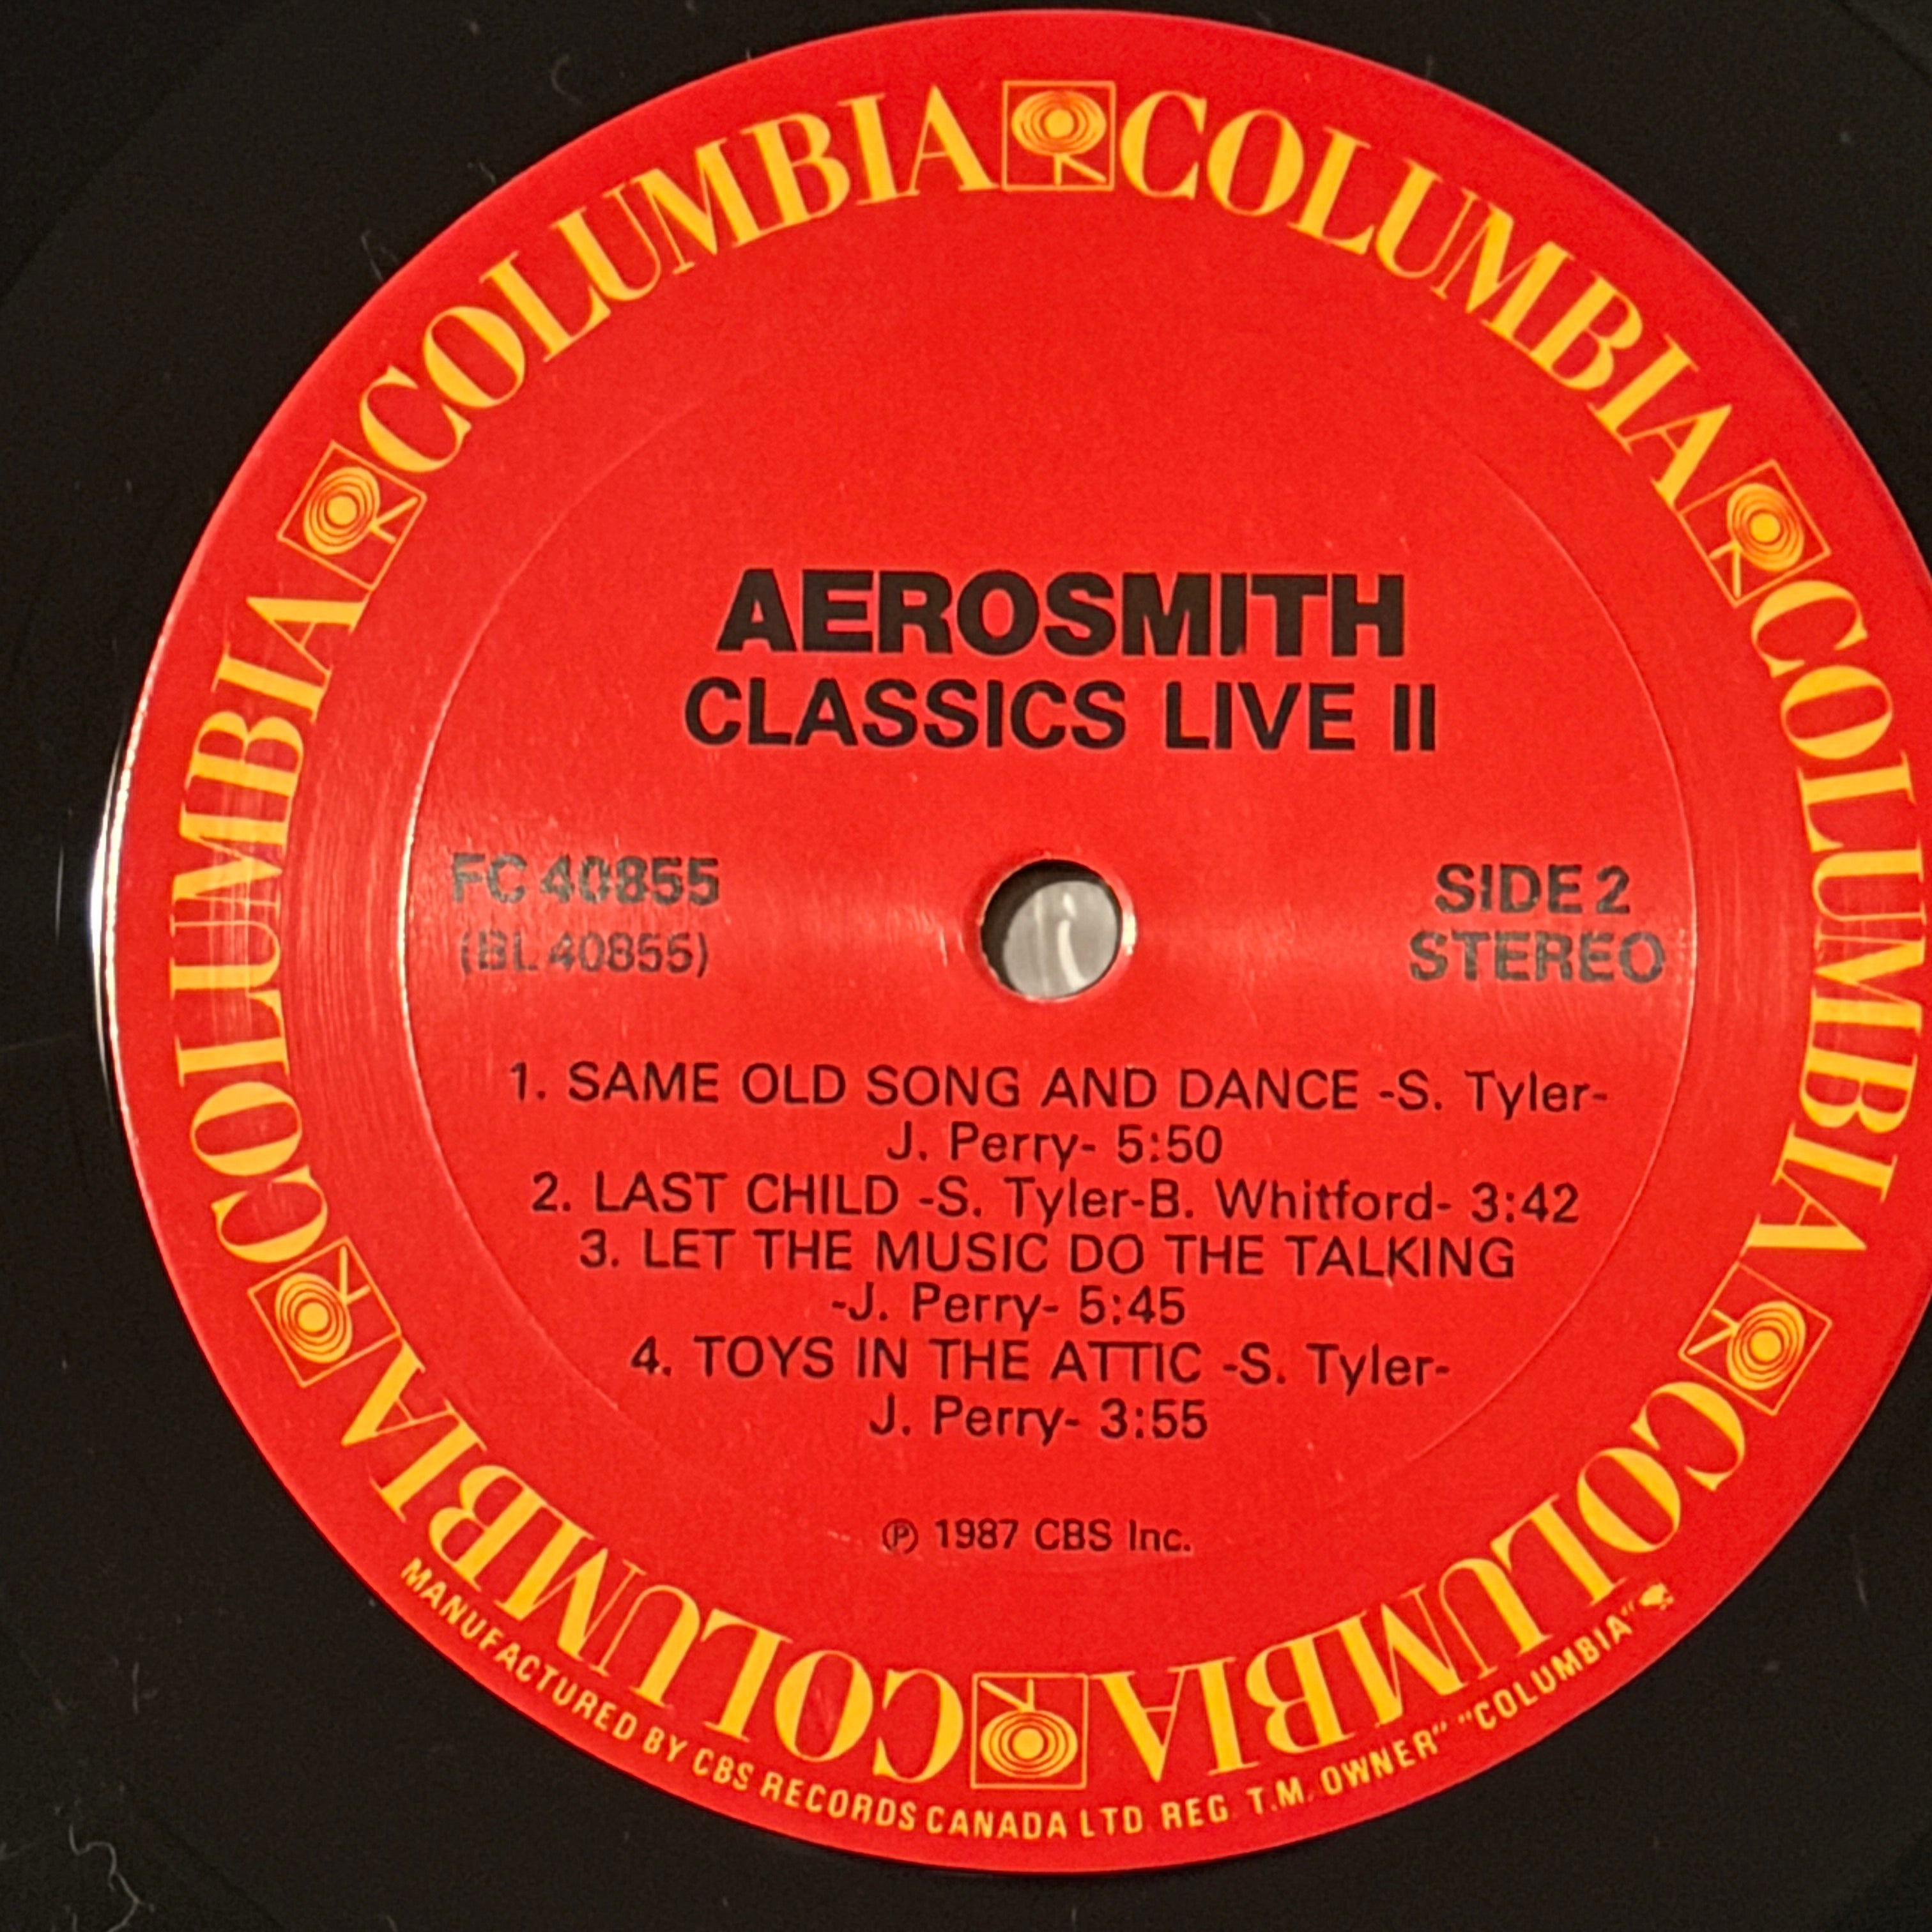 COLUMBIA COLUMBIA COLUMBIA COLUMBIA COLUMBIA COLUMBIA
AEROSMITH
CLASSICS LIVE II
FC 40855
(BL 40855)
SIDE 2
STEREO
1. SAME OLD SONG AND DANCE -S. Tyler-
J. Perry- 5:50
2. LAST CHILD -S. Tyler-B. Whitford- 3:42
3. LET THE MUSIC DO THE TALKING
-J. Perry- 5:45
4. TOYS IN THE ATTIC -S. Tyler-
J. Perry- 3:55
℗ 1987 CBS Inc.
MANUFACTURED BY CBS RECORDS CANADA LTD. REG. T.M. OWNER" "COLUMBIA"